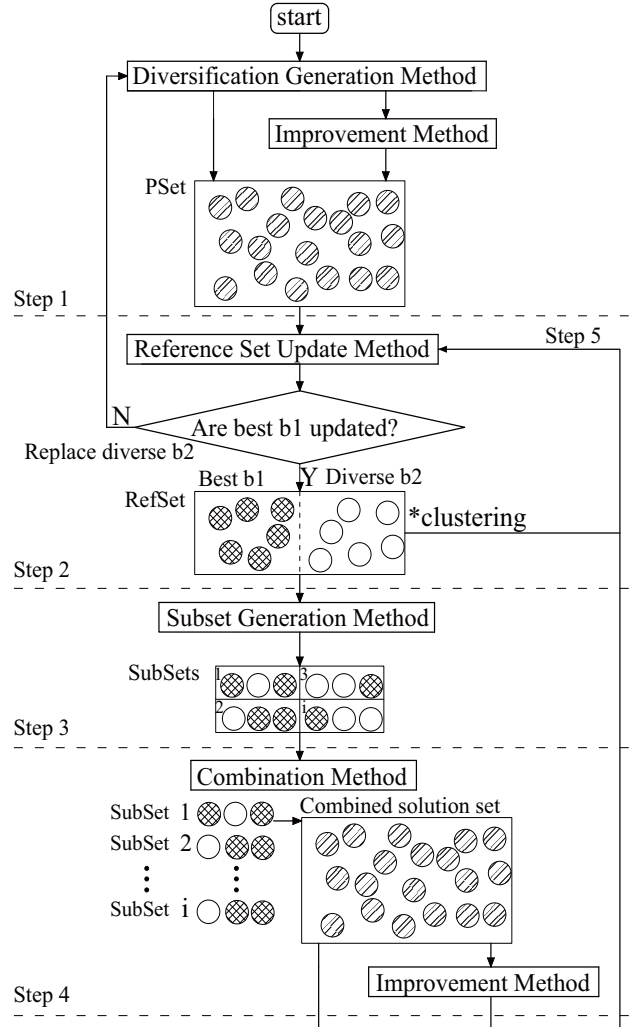 start
Diversification Generation Method
Improvement Method
PSet
Step 1
Step 5
Reference Set Update Method
N
Are best b1 updated?
Replace diverse b2
Best b1
Y
Diverse b2
RefSet
*clustering
Step 2
Subset Generation Method
SubSets
1
3
2
i
Step 3
Combination Method
SubSet 1
Combined solution set
SubSet 2
SubSet i
Improvement Method
Step 4